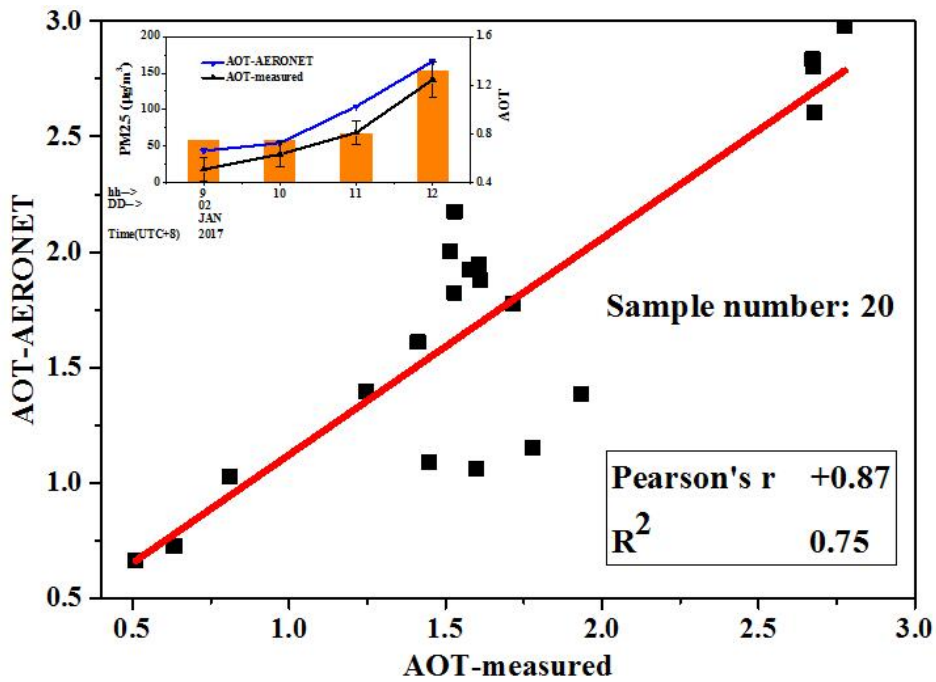 3.0
2.5
2.0
1.5
1.0
0.5
AOT-AERONET
0.5 1.0 1.5 2.0 2.5 3.0
AOT-measured
200
150
100
50
0
PM2.5 (μg/m³)
AOT-AERONET
AOT-measured
1.6
1.2
0.8
0.4
AOT
hh--> 9 10 11 12
DD--> 02
JAN
Time(UTC+8) 2017
Sample number: 20
Pearson's r +0.87
R² 0.75